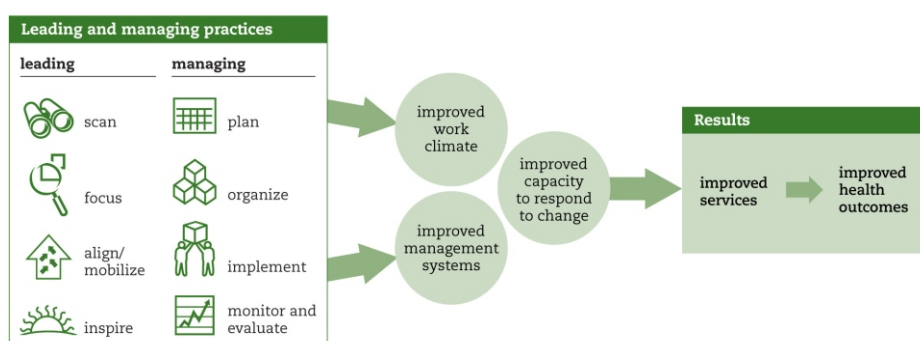 Leading and managing practices
leading
managing
scan
plan
focus
organize
align/
mobilize
implement
inspire
monitor and
evaluate
improved
work
climate
improved
management
systems
improved
capacity
to respond
to change
Results
improved
services
improved
health
outcomes